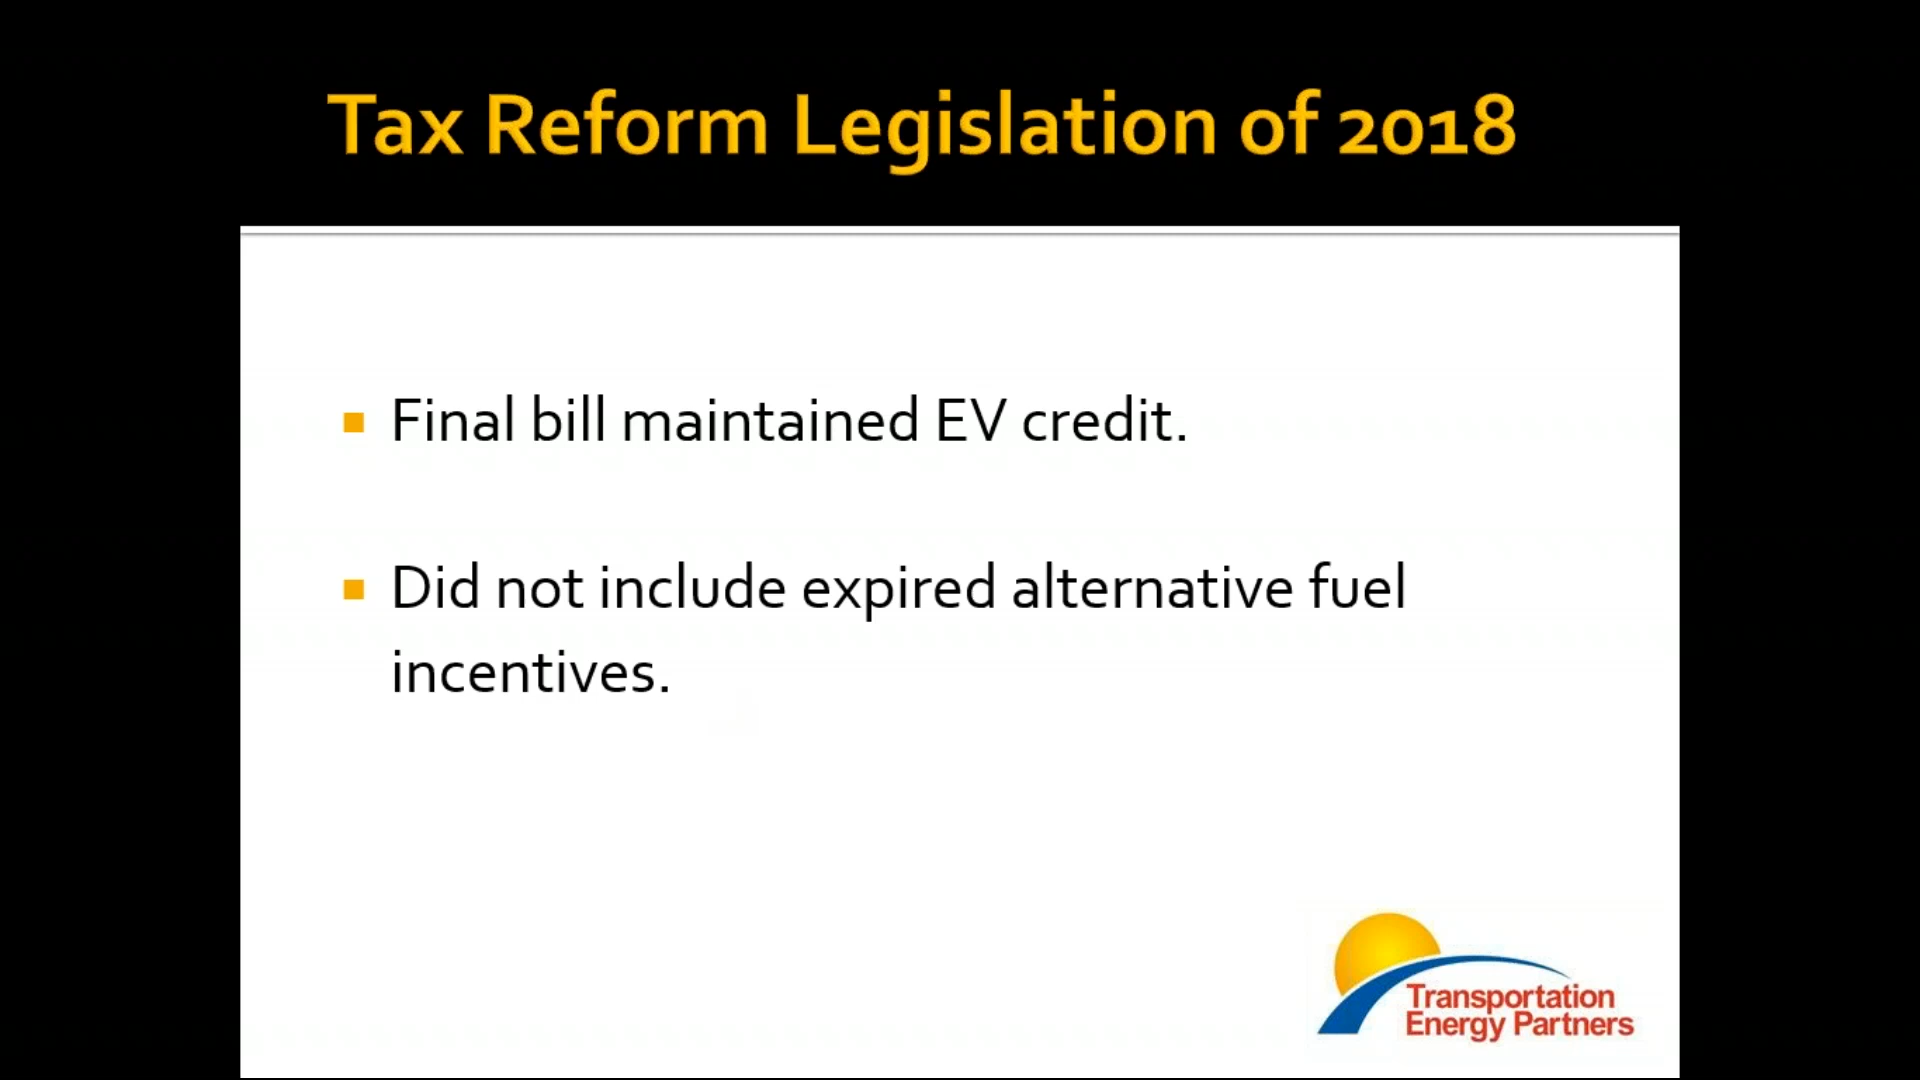 Tax Reform Legislation of 2018
Final bill maintained EV credit.
Did not include expired alternative fuel
incentives.
Transportation
Energy Partners